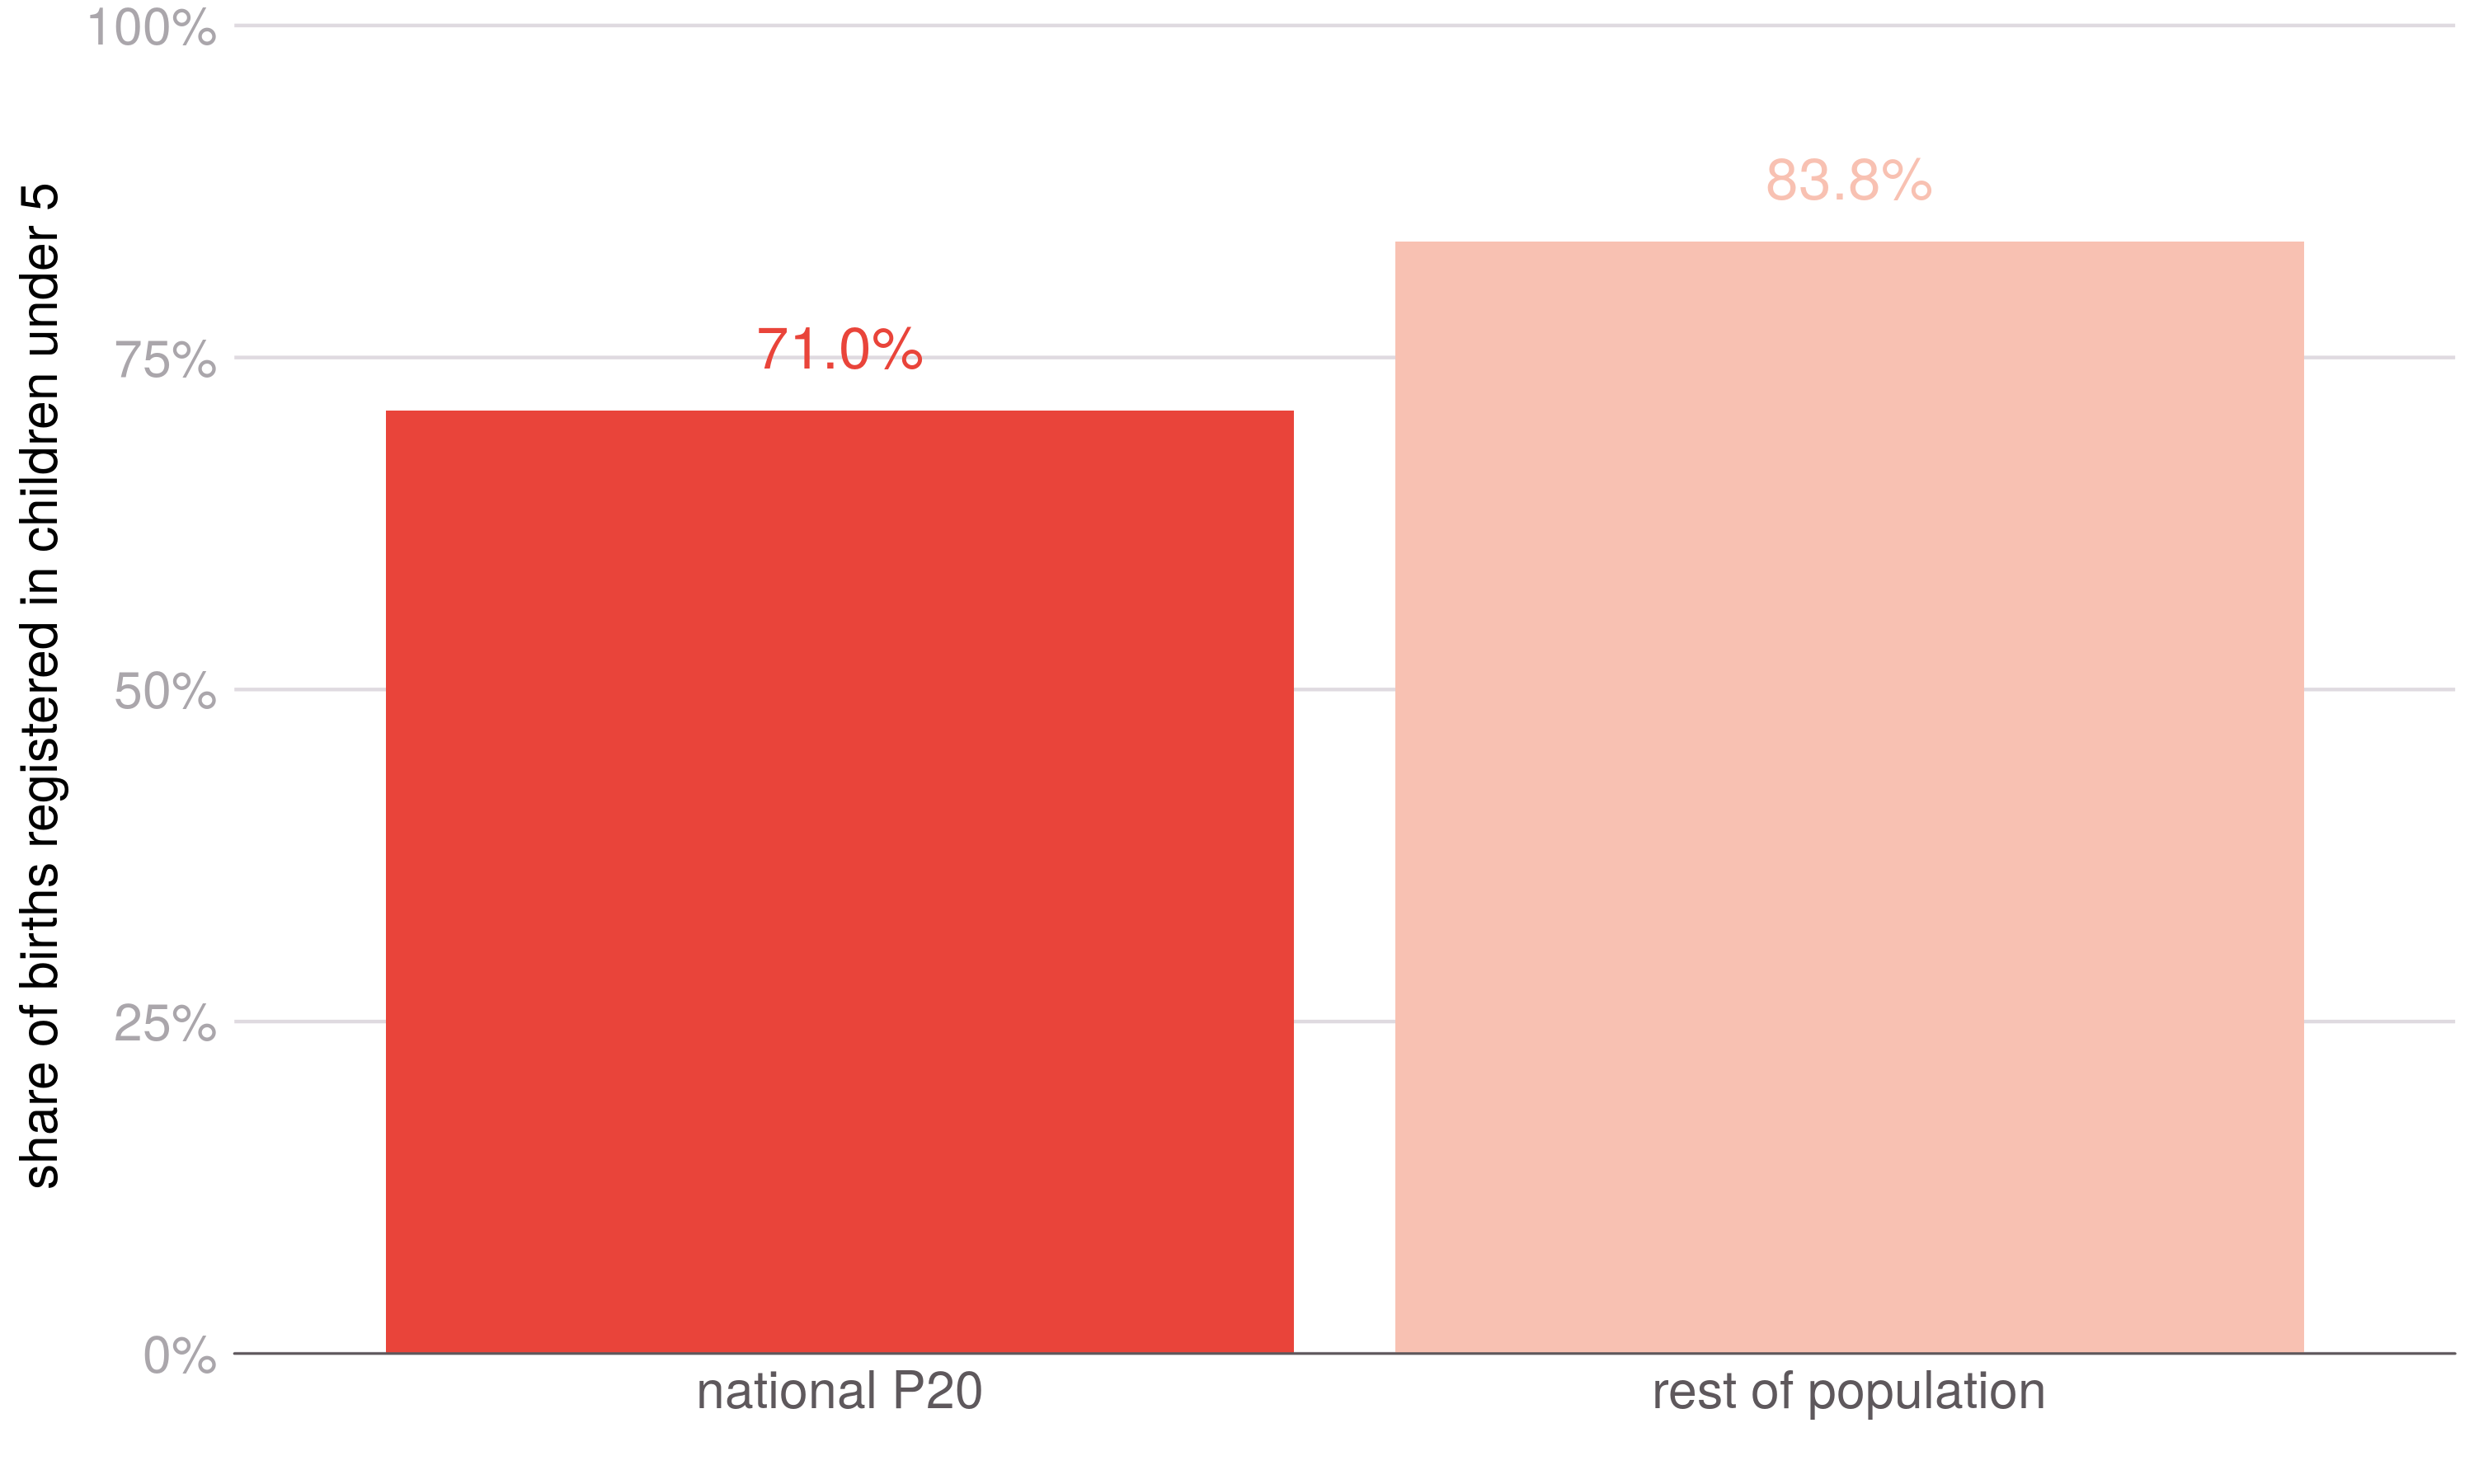 share of births registered in children under 5
100%
75%
50%
25%
0%
71.0%
83.8%
national P20
rest of population